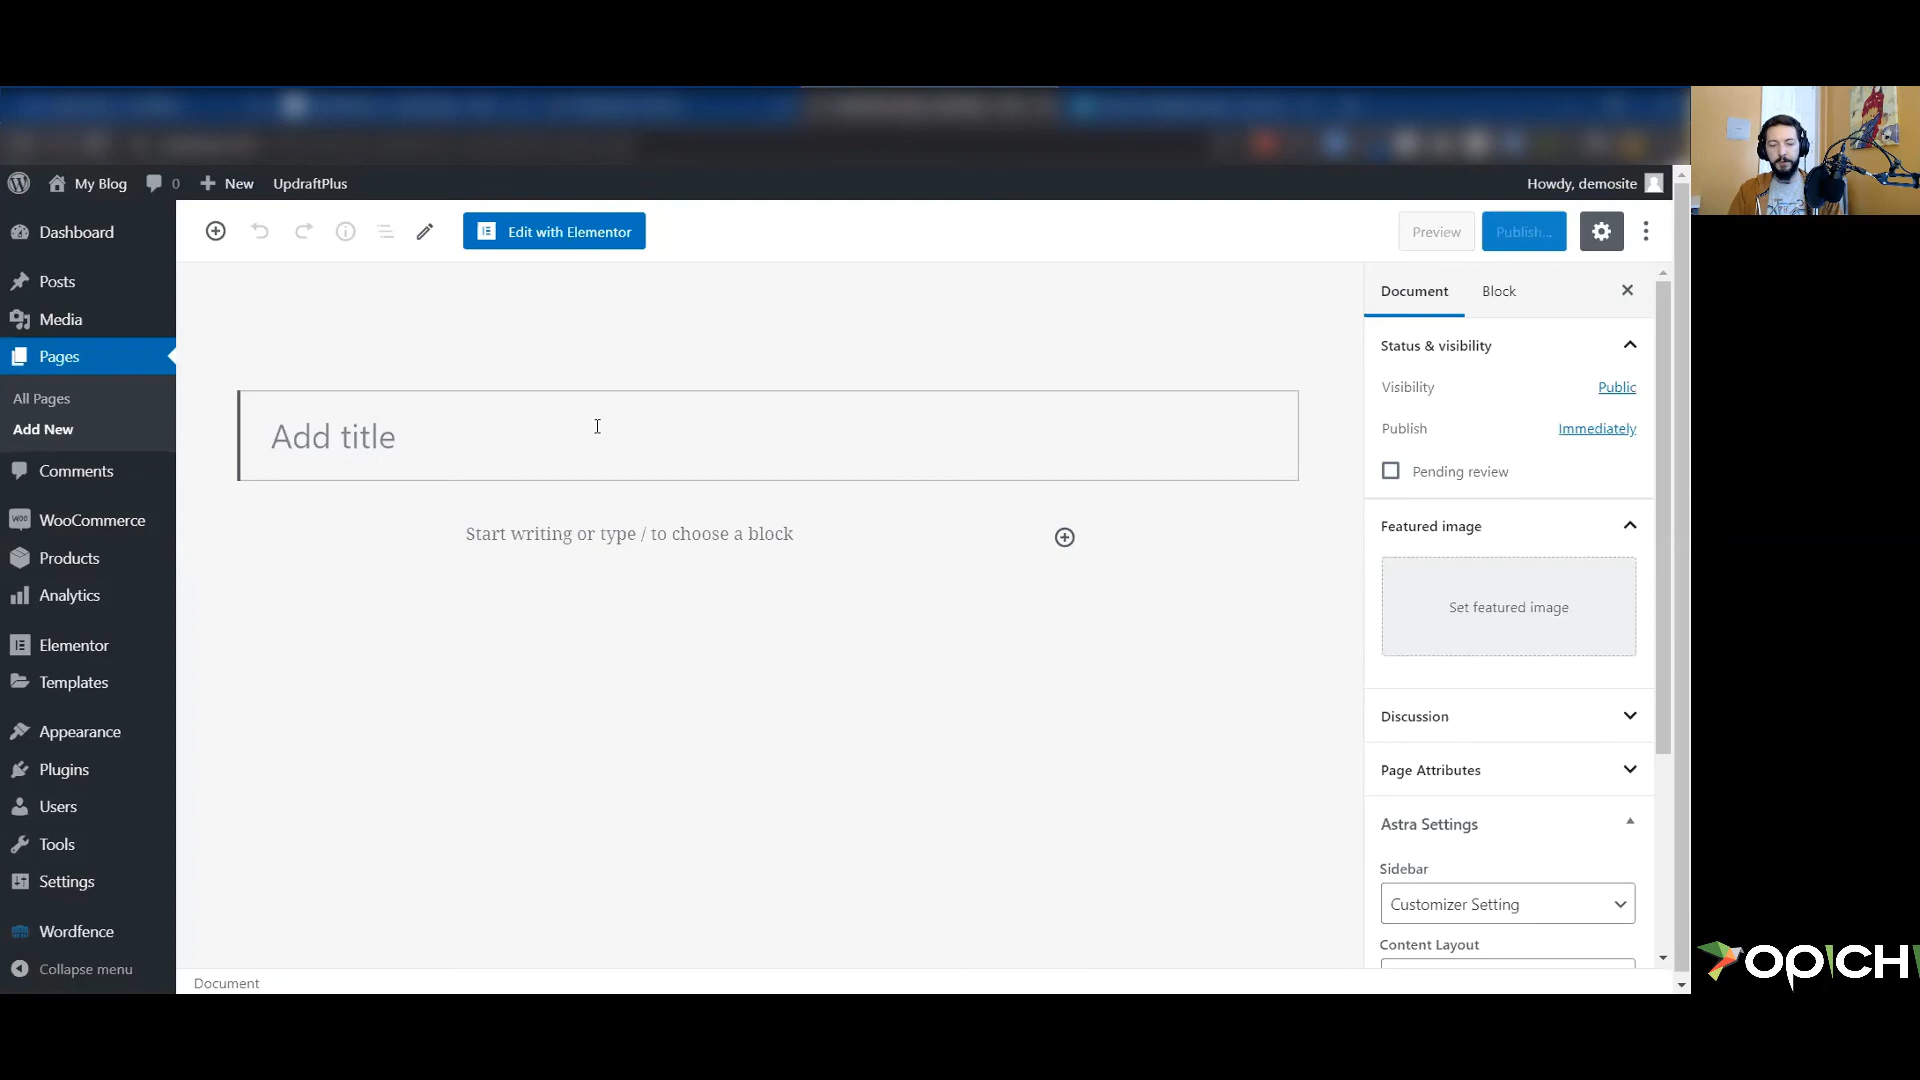 My Blog
0
New
UpdraftPlus
Howdy, demosite
Dashboard
Posts
Media
Pages
All Pages
Add New
Comments
WooCommerce
Products
Analytics
Elementor
Templates
Appearance
Plugins
Users
Tools
Settings
Wordfence
Collapse menu
Edit with Elementor
Preview
Publish...
Add title
Start writing or type / to choose a block
Document
Block
Status & visibility
Visibility
Public
Publish
Immediately
Pending review
Featured image
Set featured image
Discussion
Page Attributes
Astra Settings
Sidebar
Customizer Setting
Content Layout
Document
OPICH